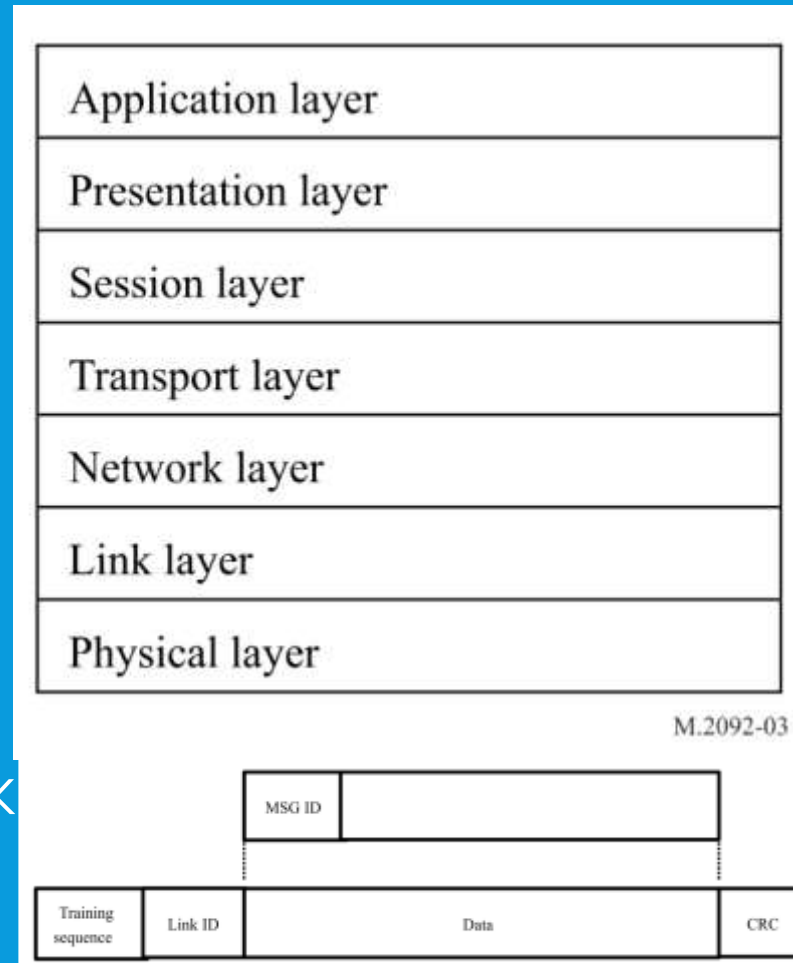 Application layer
Presentation layer
Session layer
Transport layer
Network layer
Link layer
Physical layer
M.2092-03
MSG ID
Training
sequence
Link ID
Data
CRC